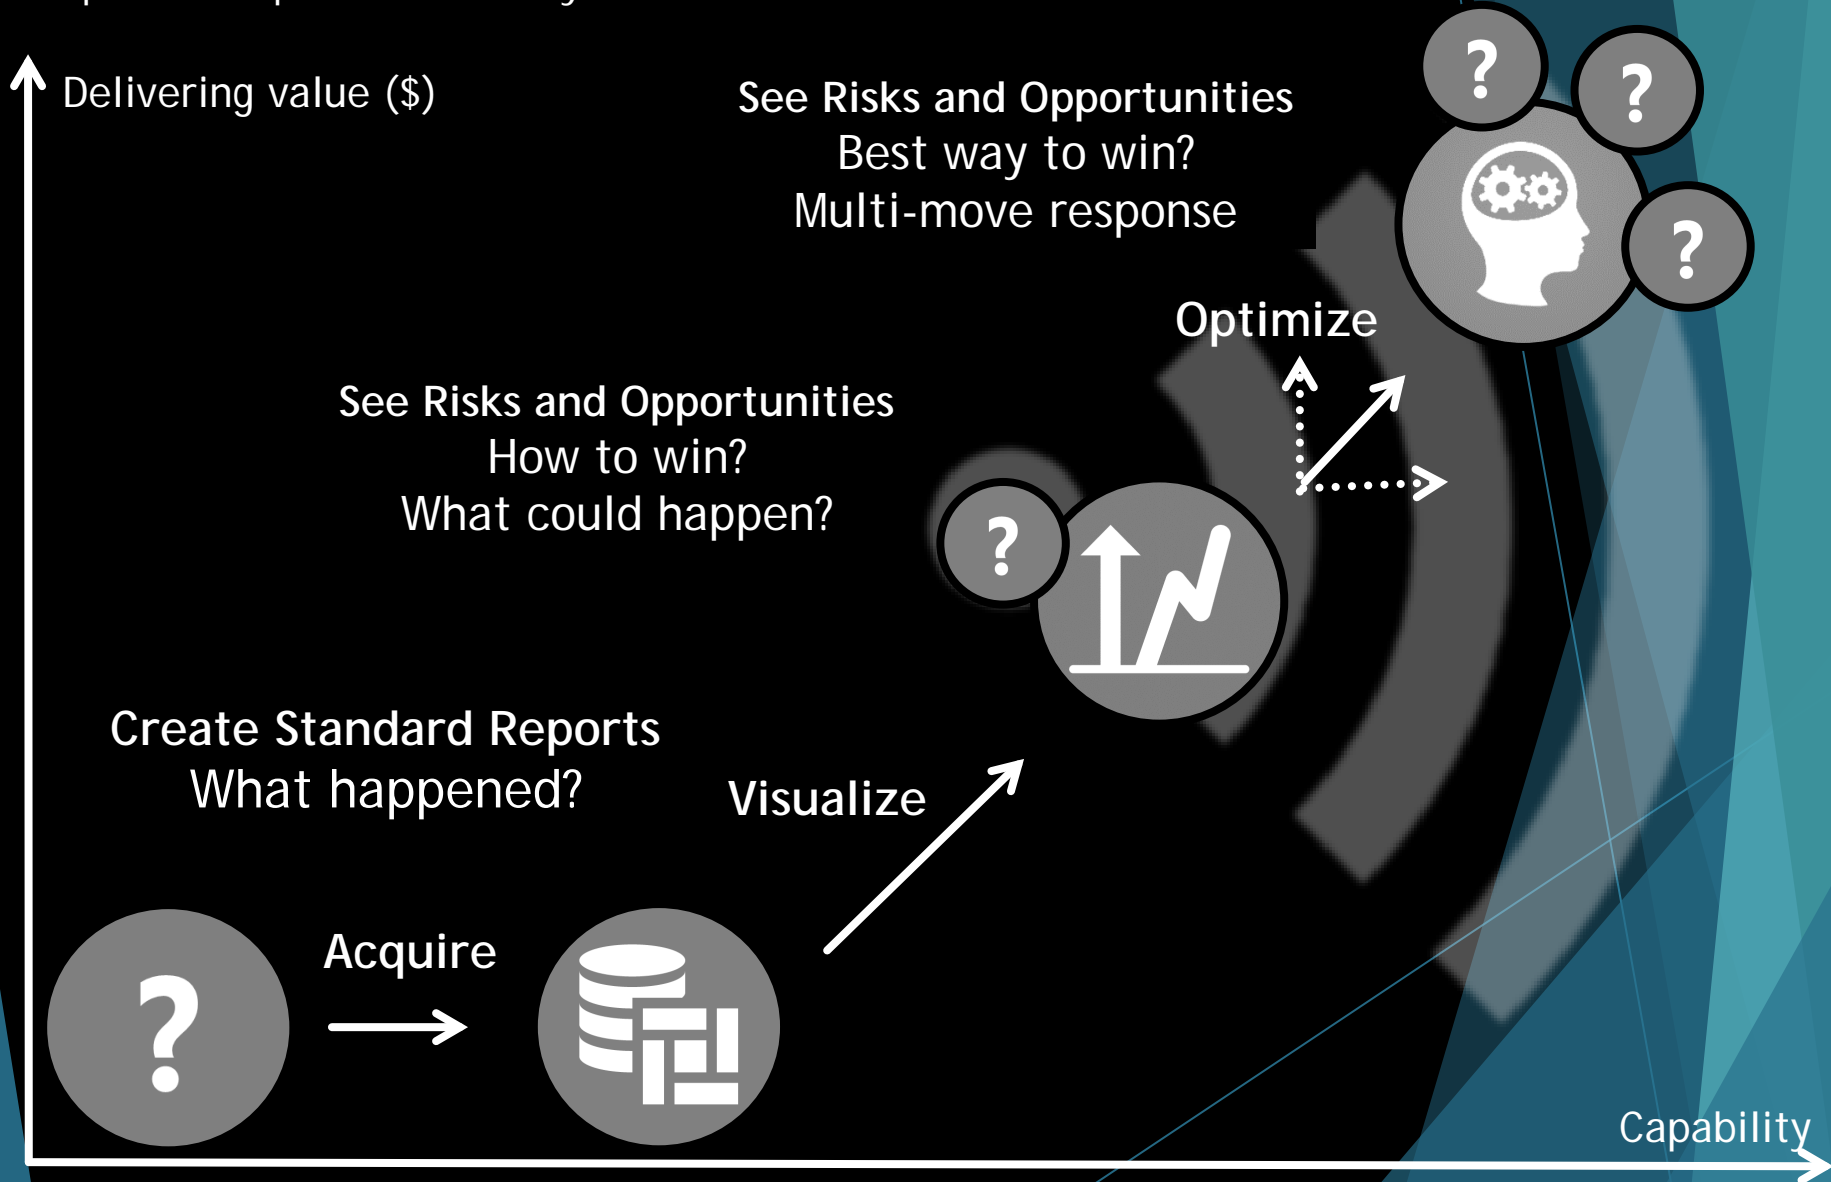 Delivering value ($)
See Risks and Opportunities
Best way to win?
Multi-move response
?
?
?
Optimize
See Risks and Opportunities
How to win?
What could happen?
?
Create Standard Reports
What happened?
Visualize
Acquire
?
Capability